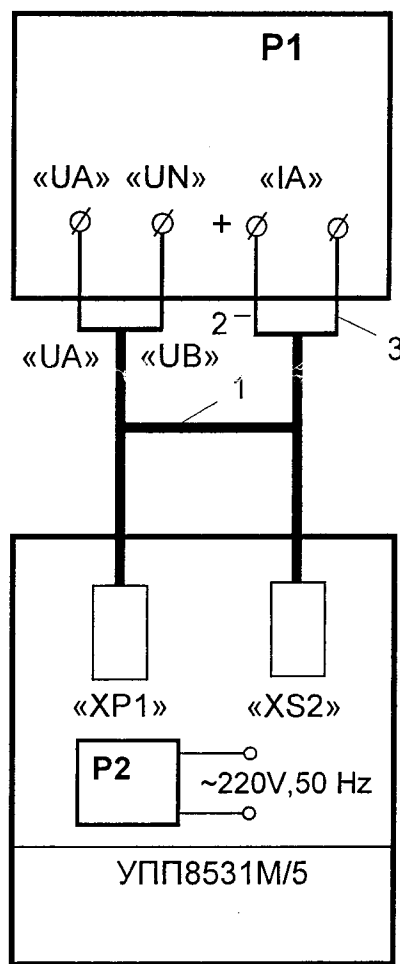 P1
«UA» «UN» «IA»
+
2
3
«UA» «UB»
1
«XP1» «XS2»
P2
~220V,50 Hz
УПП8531М/5